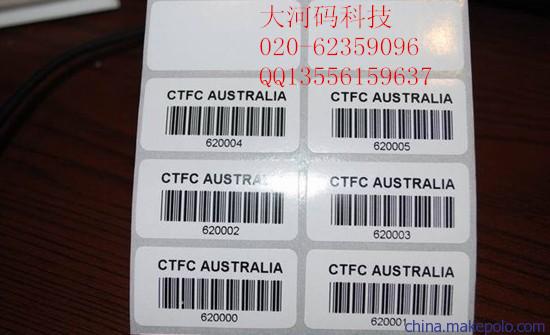 大河码科技
020-62359096
QQ13556159637
CTFC AUSTRALIA
620004
CTFC AUSTRALIA
620005
CTFC AUSTRALIA
620002
CTFC AUSTRALIA
620003
CTFC AUSTRALIA
620000
CTFC AUSTRALIA
620001
china.makepolo.com